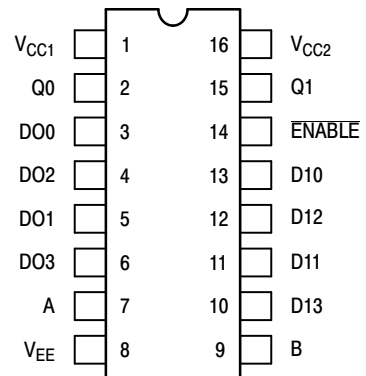 VCC1 1 16 VCC2
Q0 2 15 Q1
DO0 3 14 ENABLE
DO2 4 13 D10
DO1 5 12 D12
DO3 6 11 D11
A 7 10 D13
VEE 8 9 B